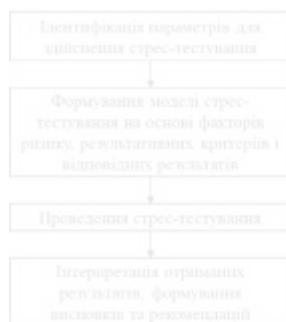 Ідентифікація параметрів для
здійснення стрес-тестування
Формування моделі стрес-
тестування на основі факторів
ризику, результативних критеріїв і
відповідних результатів
Проведення стрес-тестування
Інтерпретація отриманих
результатів, формування
висновків та рекомендацій